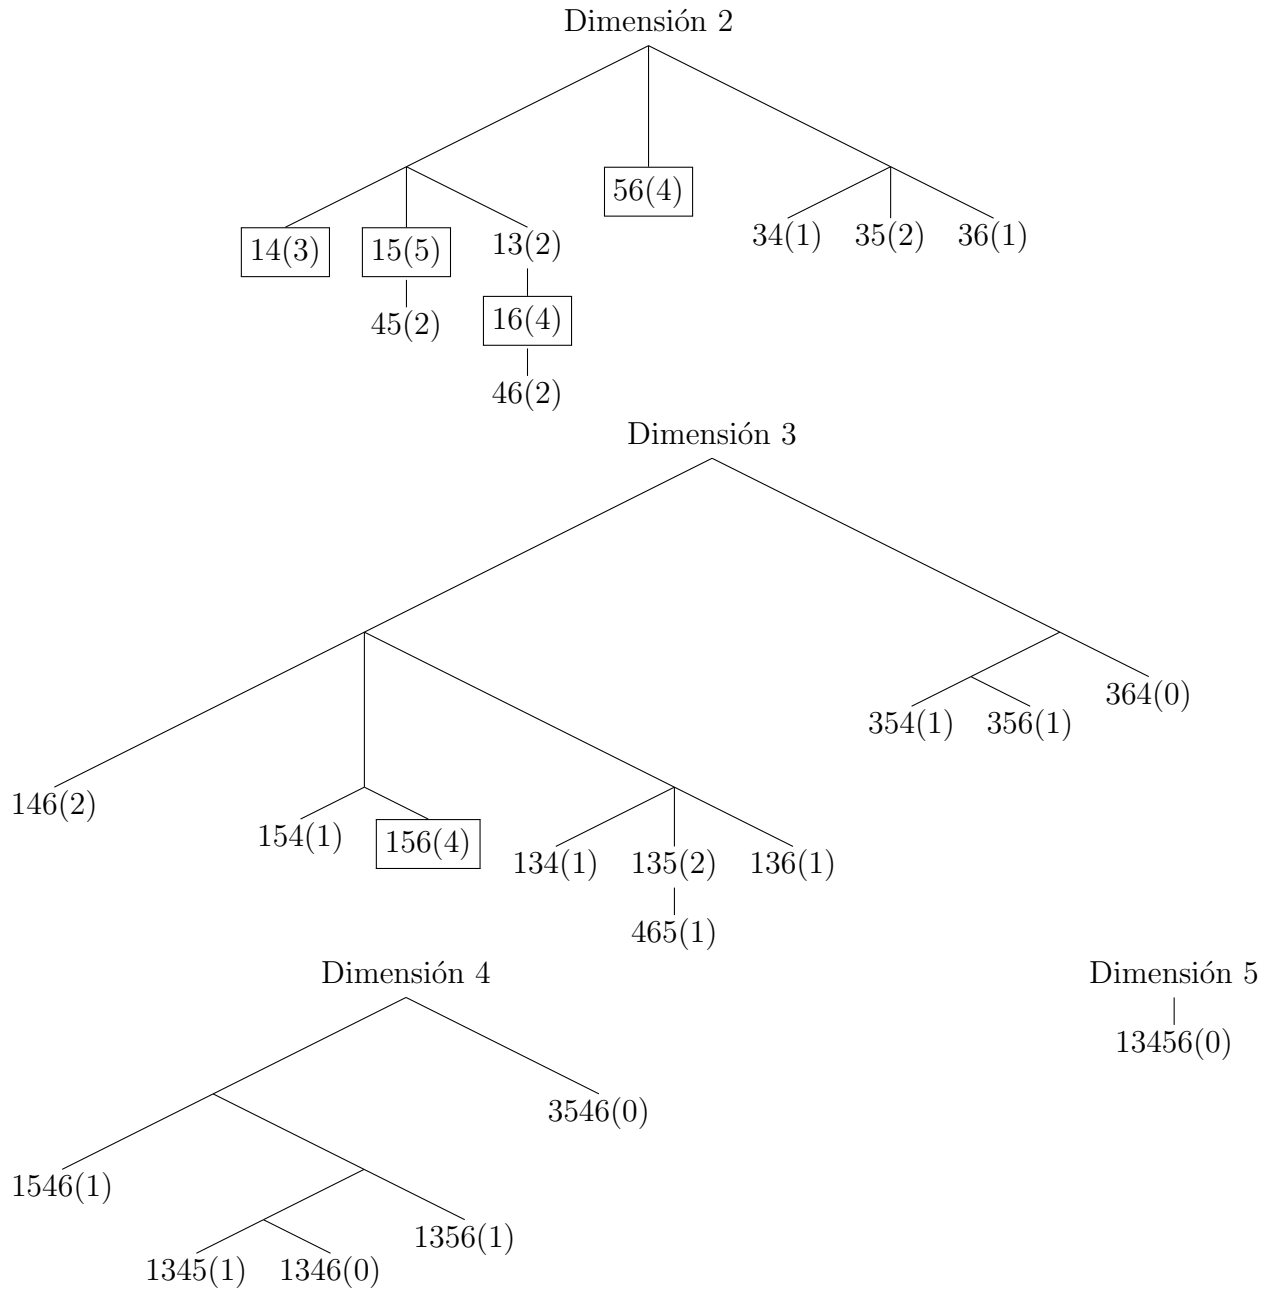 Dimensión 2
56(4)
14(3) 15(5) 13(2) 34(1) 35(2) 36(1)
45(2) 16(4)
46(2)
Dimensión 3
364(0)
354(1) 356(1)
146(2)
154(1) 156(4)
134(1) 135(2) 136(1)
465(1)
Dimensión 4 Dimensión 5
13456(0)
3546(0)
1546(1)
1356(1)
1345(1) 1346(0)